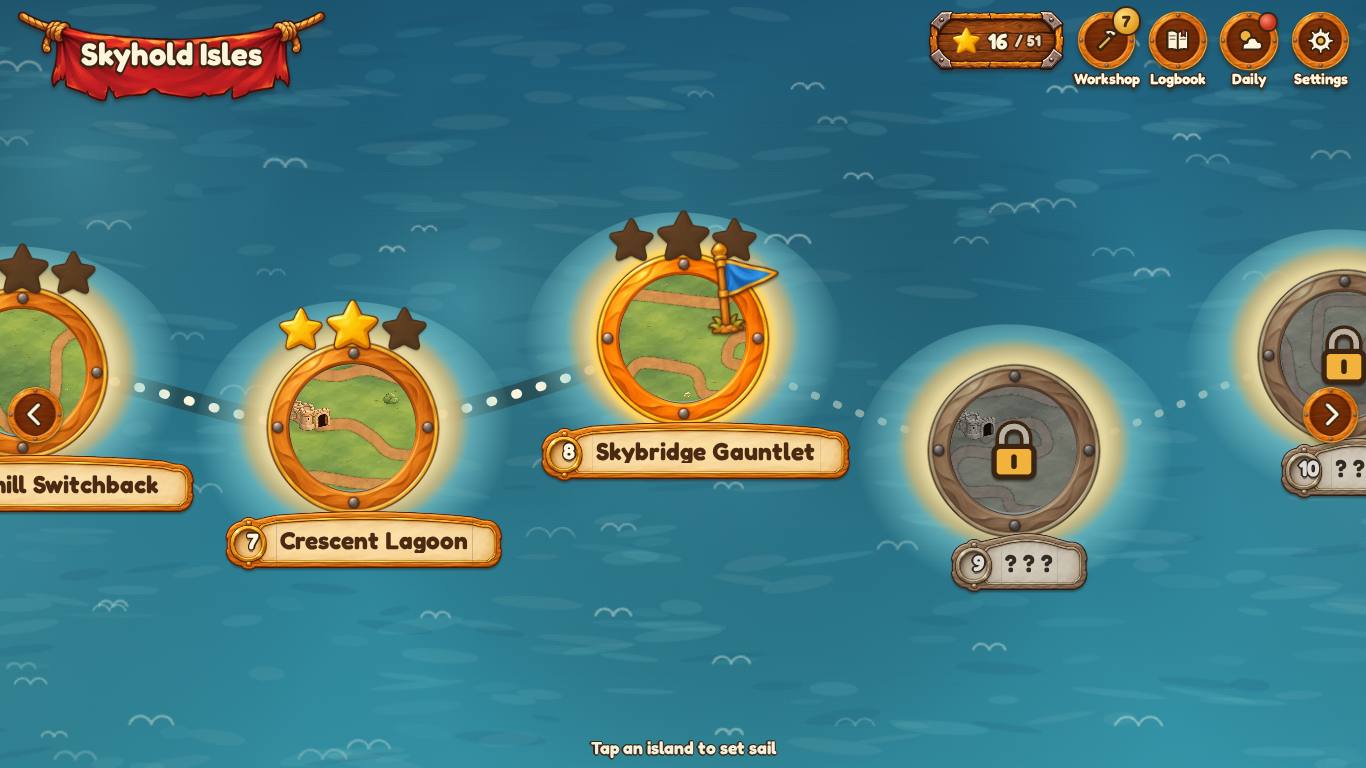 Skyhold Isles
16 / 51
7
Workshop
Logbook
Daily
Settings
Switchback
7 Crescent Lagoon
8 Skybridge Gauntlet
9 ? ? ?
10 ? ?
Tap an island to set sail